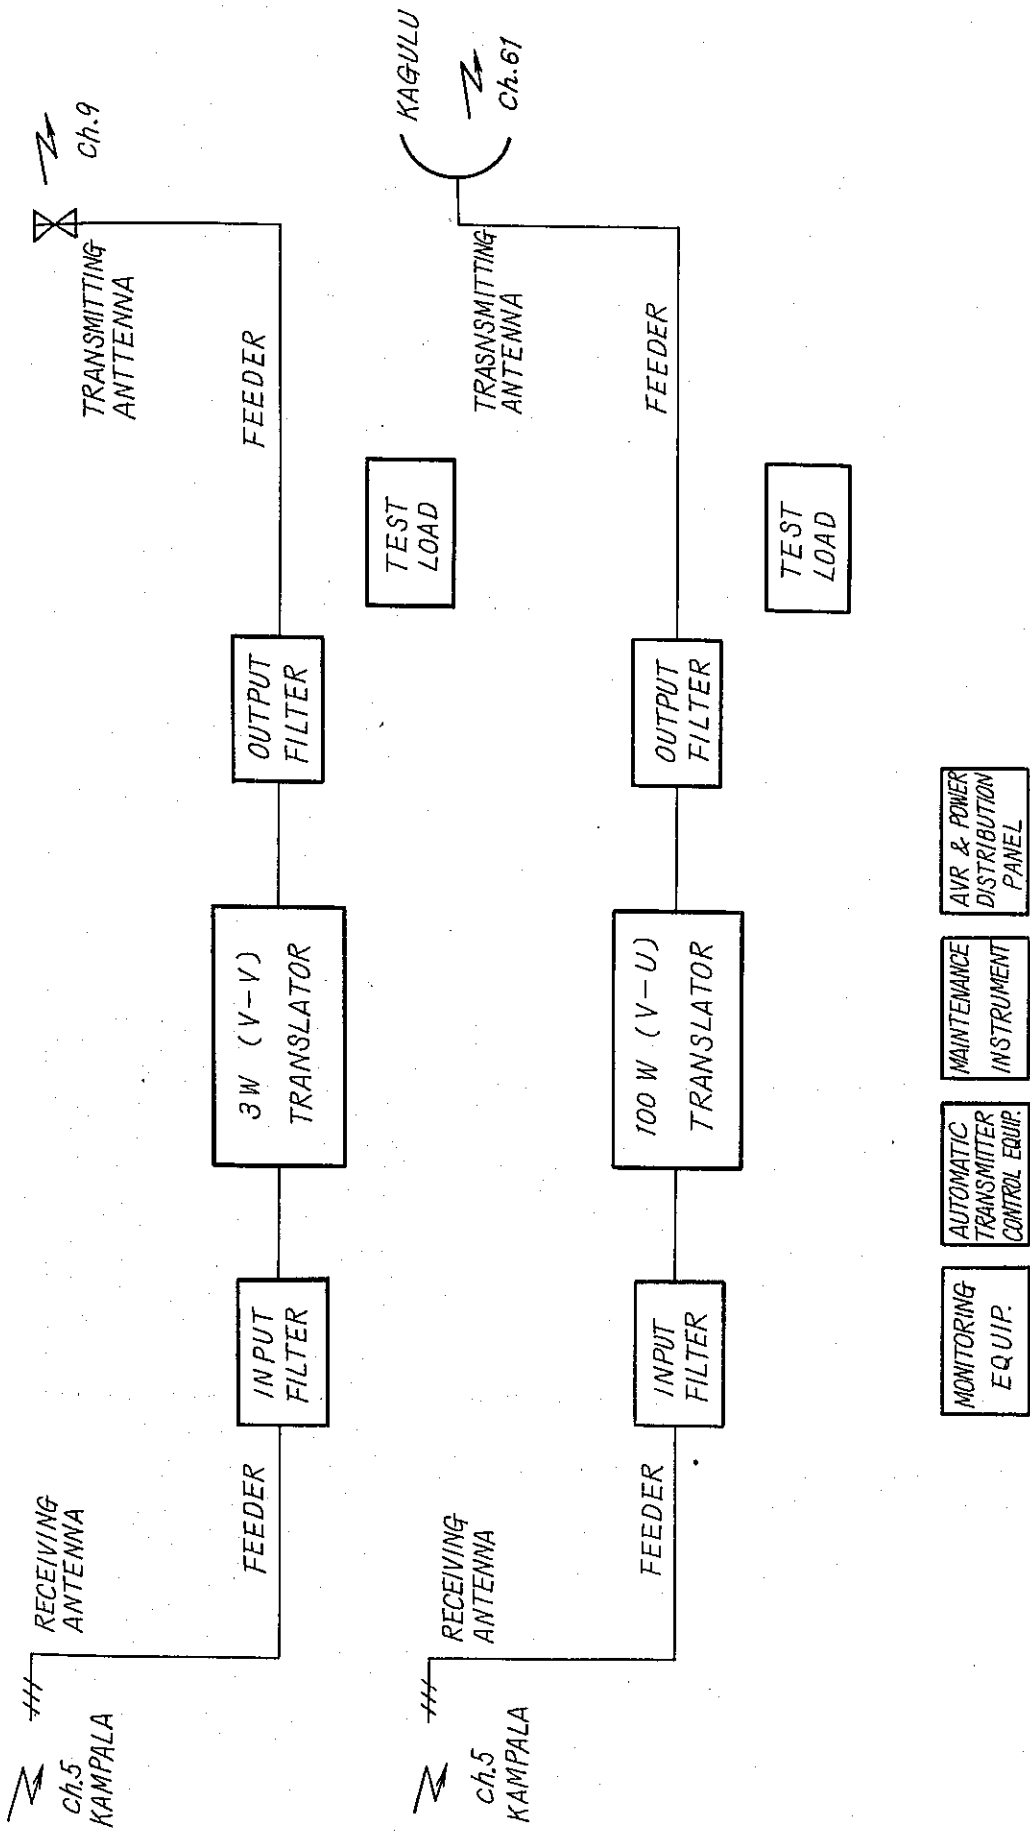 Ch.5
KAMPALA
RECEIVING
ANTENNA
FEEDER
INPUT
FILTER
3W (V-V)
TRANSLATOR
OUTPUT
FILTER
TEST
LOAD
FEEDER
TRANSMITTING
ANTTENNA
Ch.9
Ch.5
KAMPALA
RECEIVING
ANTENNA
FEEDER
INPUT
FILTER
100W (V-U)
TRANSLATOR
OUTPUT
FILTER
TEST
LOAD
FEEDER
TRASNSMITTING
ANTENNA
KAGULU
Ch.61
MONITORING
EQUIP.
AUTOMATIC
TRANSMITTER
CONTROL EQUIP.
MAINTENANCE
INSTRUMENT
AVR & POWER
DISTRIBUTION
PANEL